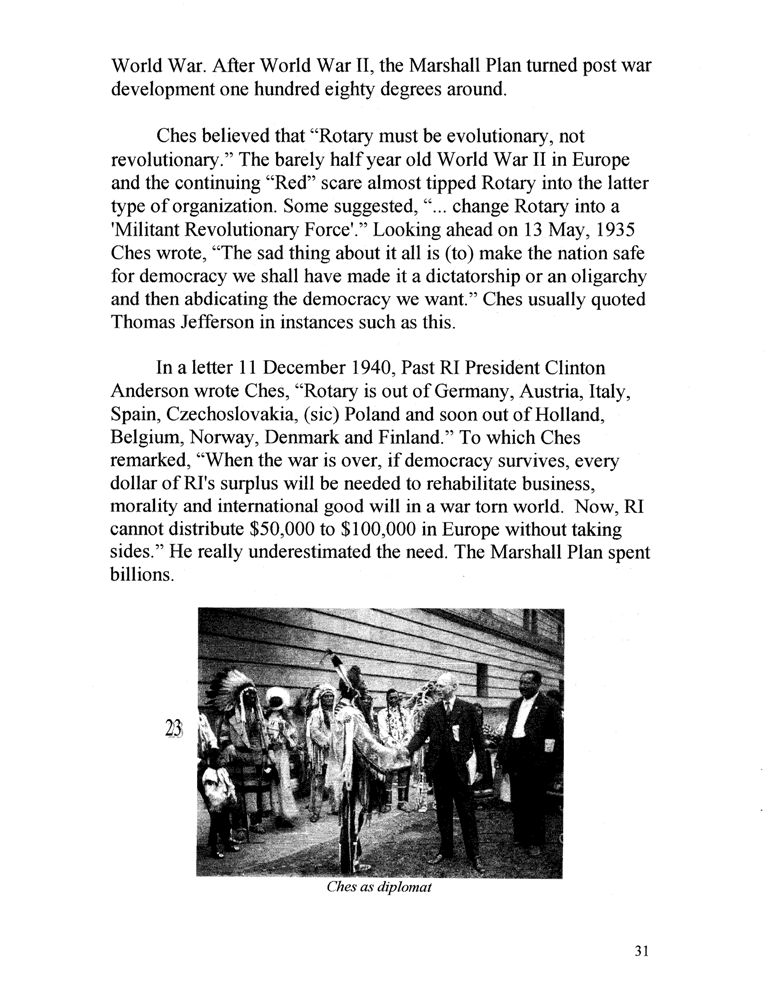 World War. After World War II, the Marshall Plan turned post war
development one hundred eighty degrees around.
Ches believed that “Rotary must be evolutionary, not
revolutionary.” The barely half year old World War II in Europe
and the continuing “Red” scare almost tipped Rotary into the latter
type of organization. Some suggested, “... change Rotary into a
'Militant Revolutionary Force'.” Looking ahead on 13 May, 1935
Ches wrote, “The sad thing about it all is (to) make the nation safe
for democracy we shall have made it a dictatorship or an oligarchy
and then abdicating the democracy we want.” Ches usually quoted
Thomas Jefferson in instances such as this.
In a letter 11 December 1940, Past RI President Clinton
Anderson wrote Ches, “Rotary is out of Germany, Austria, Italy,
Spain, Czechoslovakia, (sic) Poland and soon out of Holland,
Belgium, Norway, Denmark and Finland.” To which Ches
remarked, “When the war is over, if democracy survives, every
dollar of RI's surplus will be needed to rehabilitate business,
morality and international good will in a war torn world.  Now, RI
cannot distribute $50,000 to $100,000 in Europe without taking
sides.” He really underestimated the need. The Marshall Plan spent
billions.
23
Ches as diplomat
31